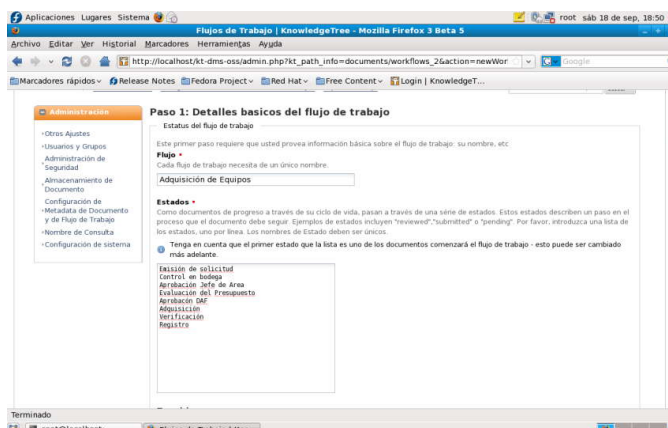 Aplicaciones Lugares Sistema root sáb 18 de sep, 18:50
Flujos de Trabajo | KnowledgeTree - Mozilla Firefox 3 Beta 5
Archivo Editar Ver Historial Marcadores Herramientas Ayuda
http://localhost/kt-dms-oss/admin.php?kt_path_info=documents/workflows_2&action=newWor Google
Marcadores rápidos Release Notes Fedora Project Red Hat Free Content Login | KnowledgeT...
Administración
Otros Ajustes
Usuarios y Grupos
Administración de
Seguridad
Almacenamiento de
Documento
Configuración de
Metadata de Documento
y de Flujo de Trabajo
Nombre de Consulta
Configuración de sistema
Paso 1: Detalles basicos del flujo de trabajo
Estatus del flujo de trabajo
Este primer paso requiere que usted provea información básica sobre el flujo de trabajo: su nombre, etc
Flujo •
Cada flujo de trabajo necesita de un único nombre.
Adquisición de Equipos
Estados •
Como documentos de progreso a través de su ciclo de vida, pasan a través de una série de estados. Estos estados describen un paso en el
proceso que el documento debe seguir. Ejemplos de estados incluyen "reviewed","submitted" o "pending". Por favor, introduzca una lista de
los estados, uno por línea. Los nombres de Estado deben ser únicos.
Tenga en cuenta que el primer estado que la lista es uno de los documentos comenzará el flujo de trabajo - esto puede ser cambiado
más adelante.
Emisión de solicitud
Control en bodega
Aprobación Jefe de Area
Evaluación del Presupuesto
Aprobacón DAF
Adquisición
Verificación
Registro
Terminado